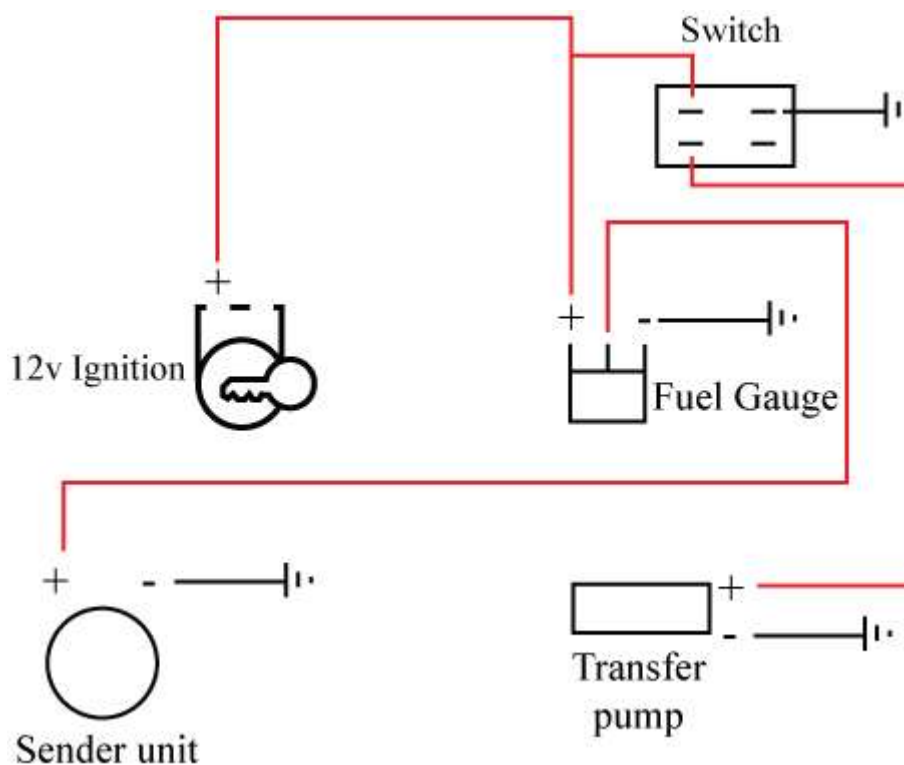 Switch
+
+
-
12v Ignition
Fuel Gauge
+
-
+
-
Transfer
pump
Sender unit